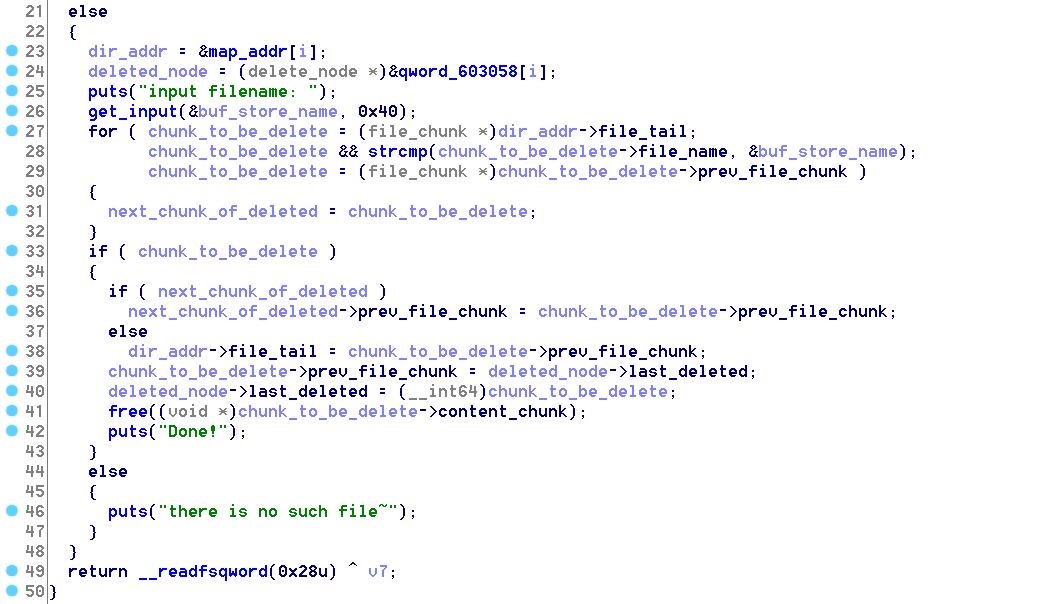 21 else
22 {
23 dir_addr = &map_addr[i];
24 deleted_node = (delete_node *)&qword_603058[i];
25 puts("input filename: ");
26 get_input(&buf_store_name, 0x40);
27 for ( chunk_to_be_delete = (file_chunk *)dir_addr->file_tail;
28 chunk_to_be_delete && strcmp(chunk_to_be_delete->file_name, &buf_store_name);
29 chunk_to_be_delete = (file_chunk *)chunk_to_be_delete->prev_file_chunk )
30 {
31 next_chunk_of_deleted = chunk_to_be_delete;
32 }
33 if ( chunk_to_be_delete )
34 {
35 if ( next_chunk_of_deleted )
36 next_chunk_of_deleted->prev_file_chunk = chunk_to_be_delete->prev_file_chunk;
37 else
38 dir_addr->file_tail = chunk_to_be_delete->prev_file_chunk;
39 chunk_to_be_delete->prev_file_chunk = deleted_node->last_deleted;
40 deleted_node->last_deleted = (__int64)chunk_to_be_delete;
41 free((void *)chunk_to_be_delete->content_chunk);
42 puts("Done!");
43 }
44 else
45 {
46 puts("there is no such file~");
47 }
48 }
49 return __readfsqword(0x28u) ^ v7;
50 }